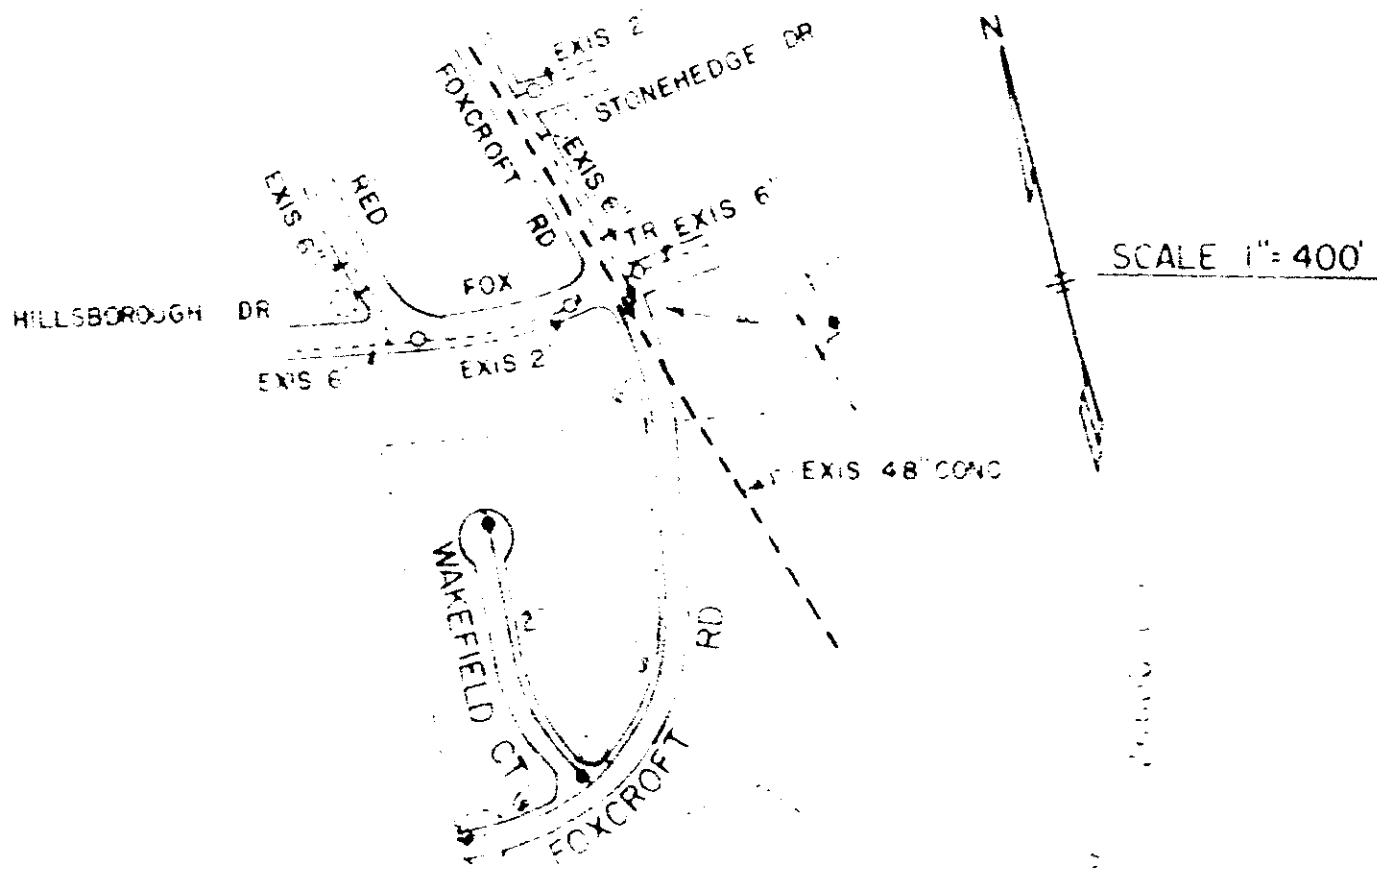 N
EXIS 2"
STONEHEDGE DR
FOXCROFT RD
EXIS 6"
EXIS 6"
RED
FOX
TR
EXIS 6"
SCALE 1"=400'
HILLSBOROUGH DR
EXIS 6"
EXIS 2"
EXIS 48" CONC
WAKEFIELD CT
2"
FOXCROFT RD